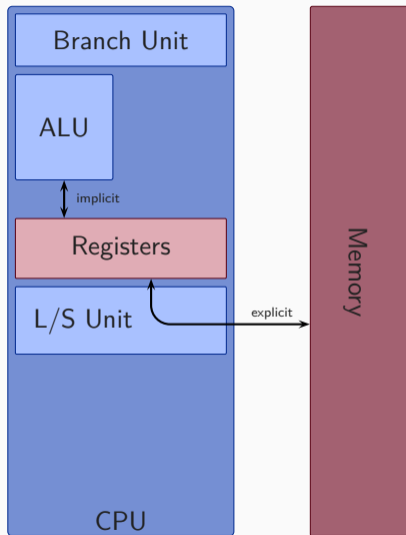 Branch Unit
ALU
implicit
Registers
L/S Unit
explicit
Memory
CPU